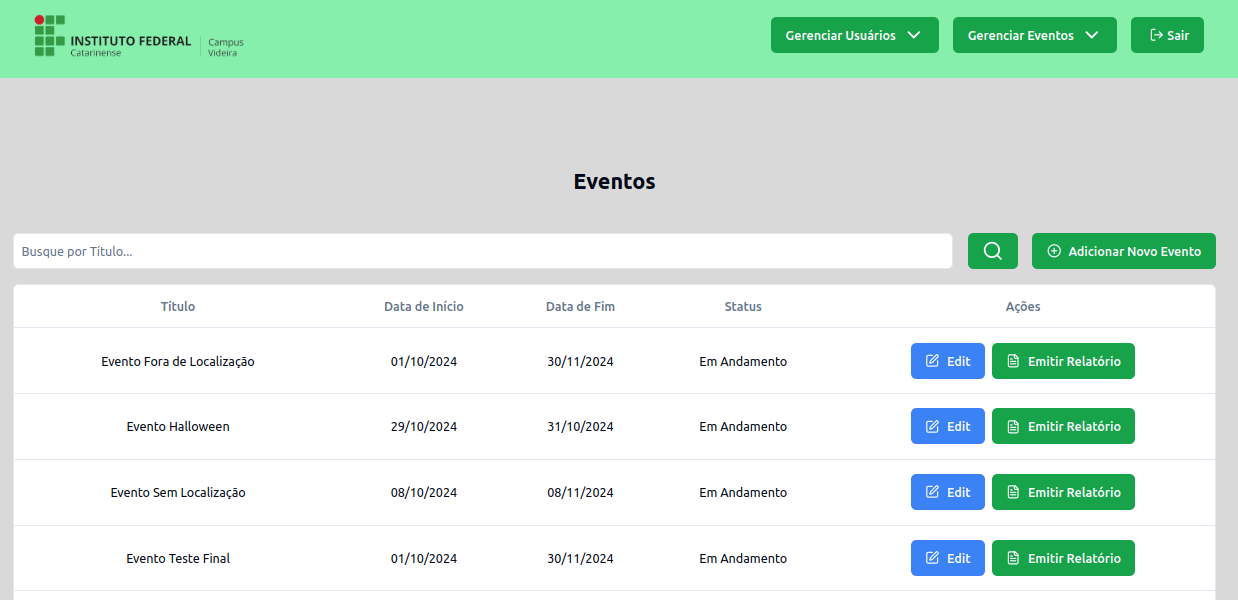 INSTITUTO FEDERAL
Catarinense
Campus
Videira
Gerenciar Usuários
Gerenciar Eventos
Sair
Eventos
Busque por Título...
Adicionar Novo Evento
Título Data de Início Data de Fim Status Ações
Evento Fora de Localização 01/10/2024 30/11/2024 Em Andamento Edit Emitir Relatório
Evento Halloween 29/10/2024 31/10/2024 Em Andamento Edit Emitir Relatório
Evento Sem Localização 08/10/2024 08/11/2024 Em Andamento Edit Emitir Relatório
Evento Teste Final 01/10/2024 30/11/2024 Em Andamento Edit Emitir Relatório